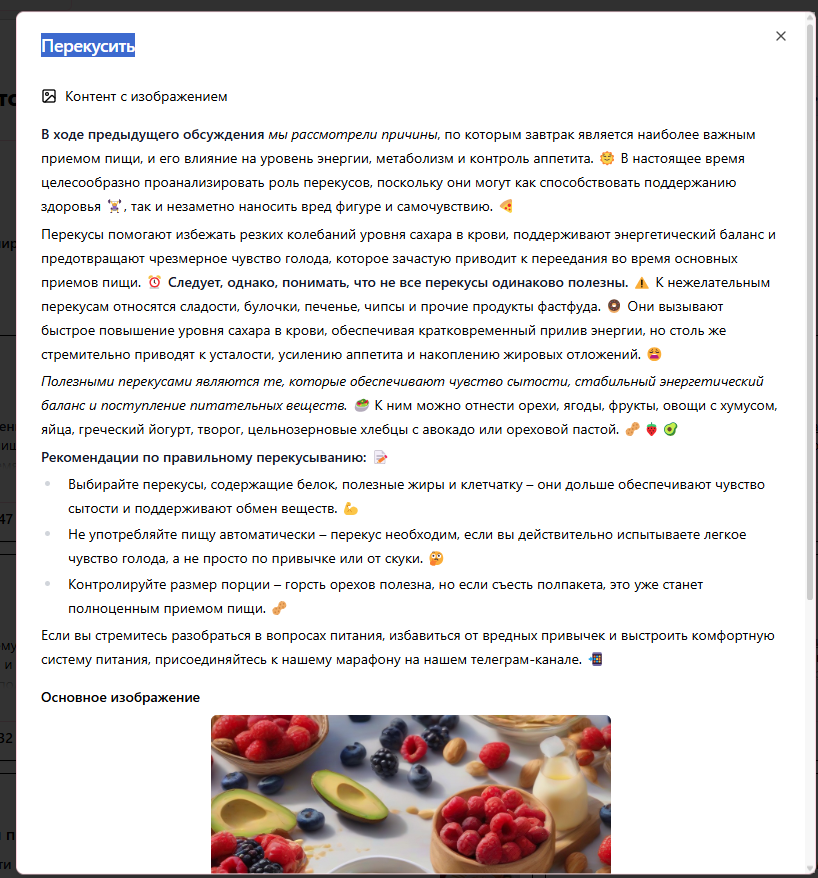 Перекусить
Контент с изображением
В ходе предыдущего обсуждения мы рассмотрели причины, по которым завтрак является наиболее важным
приемом пищи, и его влияние на уровень энергии, метаболизм и контроль аппетита. 🌞 В настоящее время
целесообразно проанализировать роль перекусов, поскольку они могут как способствовать поддержанию
здоровья 🏋️‍♀️, так и незаметно наносить вред фигуре и самочувствию. 🍕
Перекусы помогают избежать резких колебаний уровня сахара в крови, поддерживают энергетический баланс и
предотвращают чрезмерное чувство голода, которое зачастую приводит к перееданию во время основных
приемов пищи. ⏰ Следует, однако, понимать, что не все перекусы одинаково полезны. ⚠️ К нежелательным
перекусам относятся сладости, булочки, печенье, чипсы и прочие продукты фастфуда. 🍩 Они вызывают
быстрое повышение уровня сахара в крови, обеспечивая кратковременный прилив энергии, но столь же
стремительно приводят к усталости, усилению аппетита и накоплению жировых отложений. 😫
Полезными перекусами являются те, которые обеспечивают чувство сытости, стабильный энергетический
баланс и поступление питательных веществ. 🥗 К ним можно отнести орехи, ягоды, фрукты, овощи с хумусом,
яйца, греческий йогурт, творог, цельнозерновые хлебцы с авокадо или ореховой пастой. 🥜 🍓 🥑
Рекомендации по правильному перекусыванию: 📝
Выбирайте перекусы, содержащие белок, полезные жиры и клетчатку – они дольше обеспечивают чувство
сытости и поддерживают обмен веществ. 💪
Не употребляйте пищу автоматически – перекус необходим, если вы действительно испытываете легкое
чувство голода, а не просто по привычке или от скуки. 🤔
Контролируйте размер порции – горсть орехов полезна, но если съесть полпакета, это уже станет
полноценным приемом пищи. 🥜
Если вы стремитесь разобраться в вопросах питания, избавиться от вредных привычек и выстроить комфортную
систему питания, присоединяйтесь к нашему марафону на нашем телеграм-канале. 📲
Основное изображение